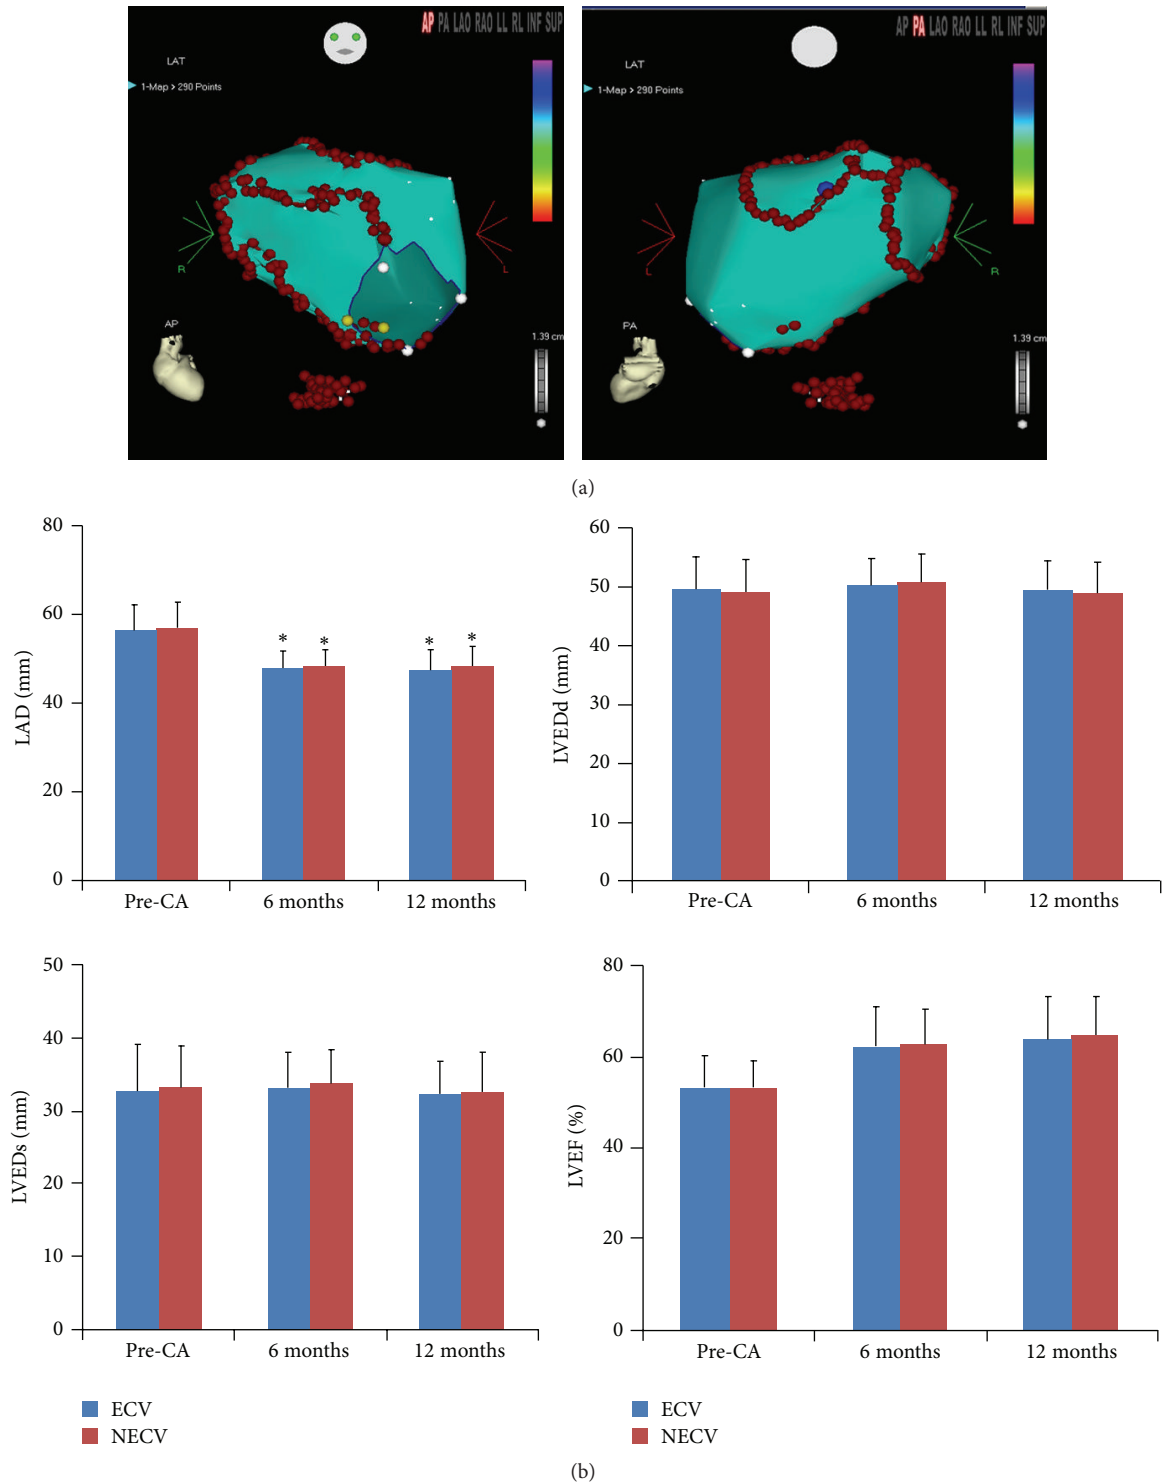 AP PA LAO RAO LL RL INF SUP
LAT
1-Map > 290 Points
R
L
AP
1.39 cm
AP PA LAO RAO LL RL INF SUP
LAT
1-Map > 290 Points
L
R
PA
1.39 cm
(a)
80
60
40
20
0
LAD (mm)
* * * *
Pre-CA 6 months 12 months
60
50
40
30
20
10
0
LVEDd (mm)
Pre-CA 6 months 12 months
50
40
30
20
10
0
LVEDs (mm)
Pre-CA 6 months 12 months
ECV
NECV
80
60
40
20
0
LVEF (%)
Pre-CA 6 months 12 months
ECV
NECV
(b)